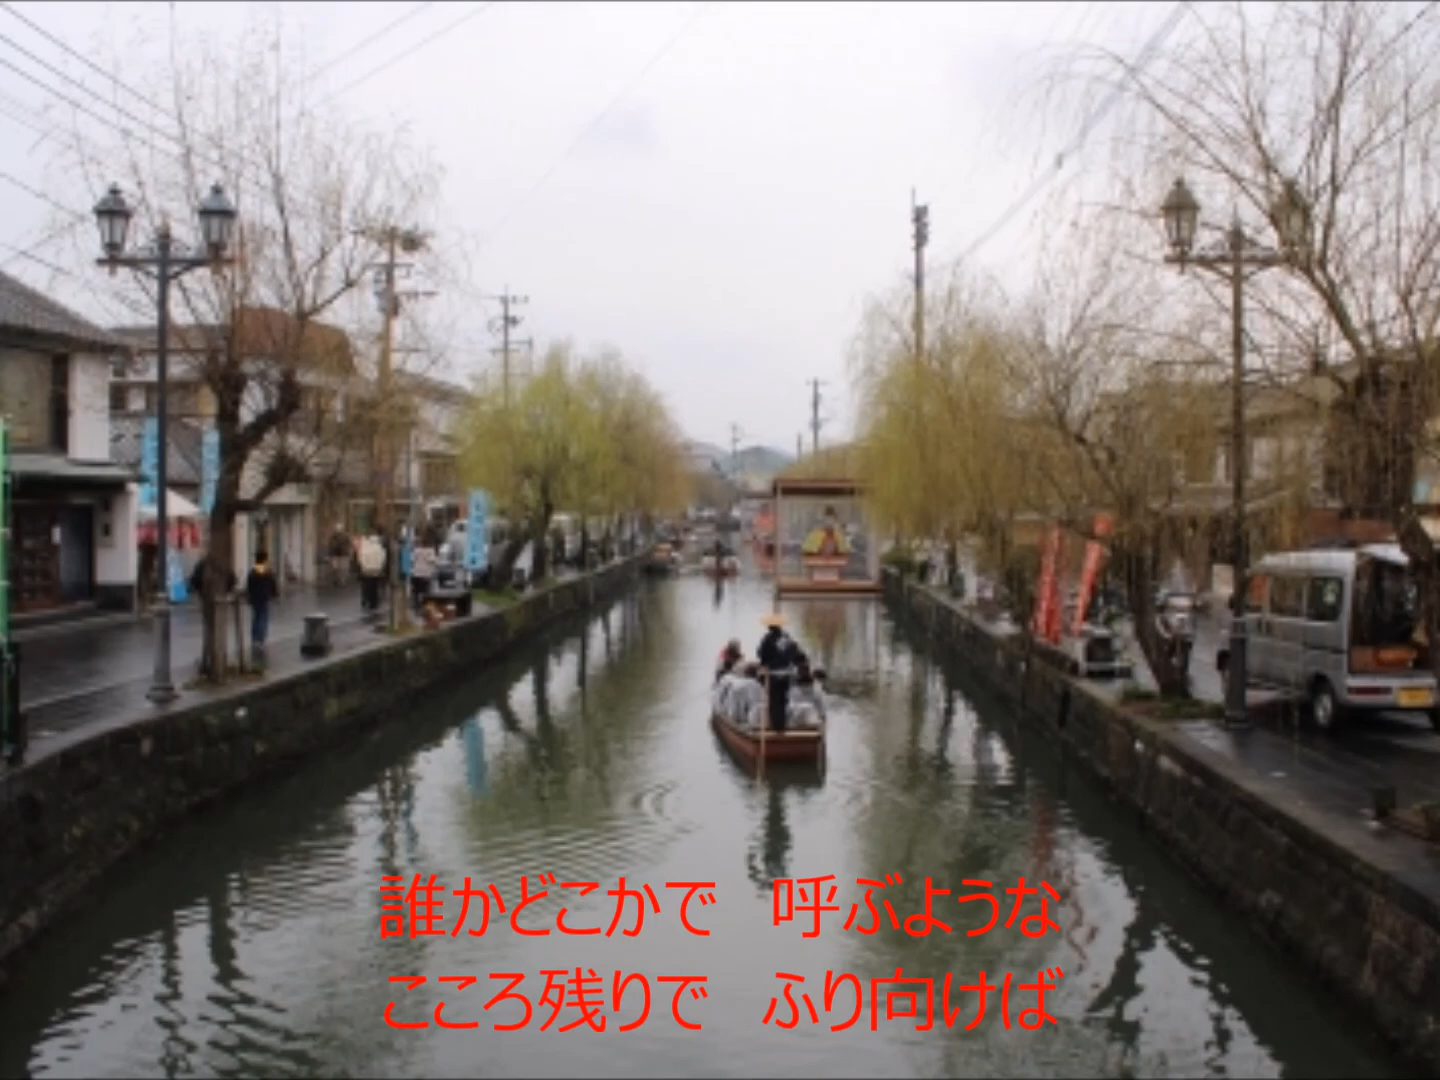 誰かどこかで　呼ぶような
こころ残りで　ふり向けば